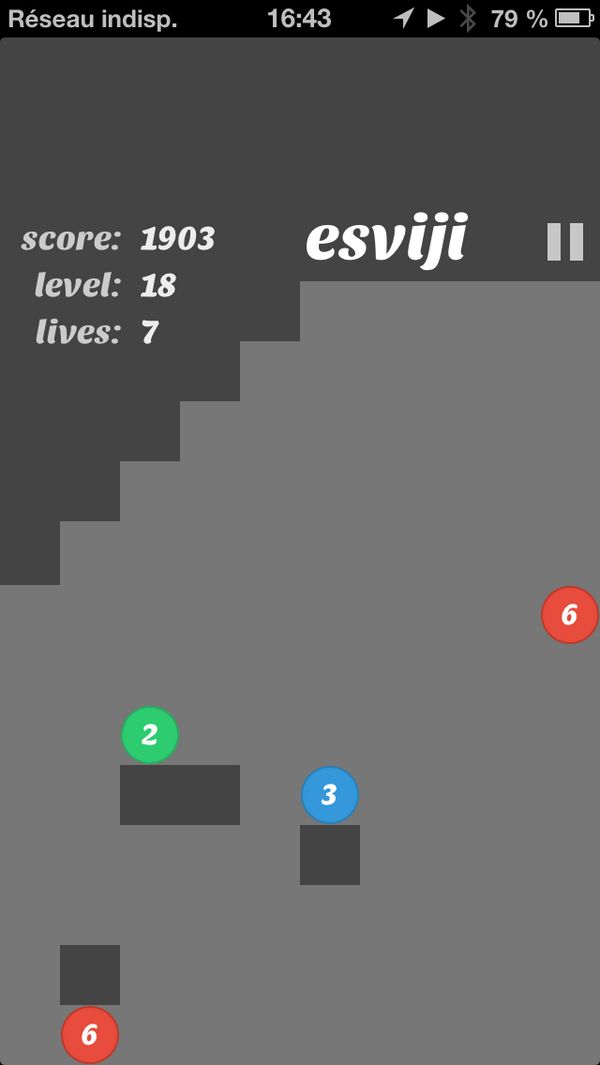 Réseau indisp. 16:43 79 %
score: 1903 esviji
level: 18
lives: 7
6
2
3
6